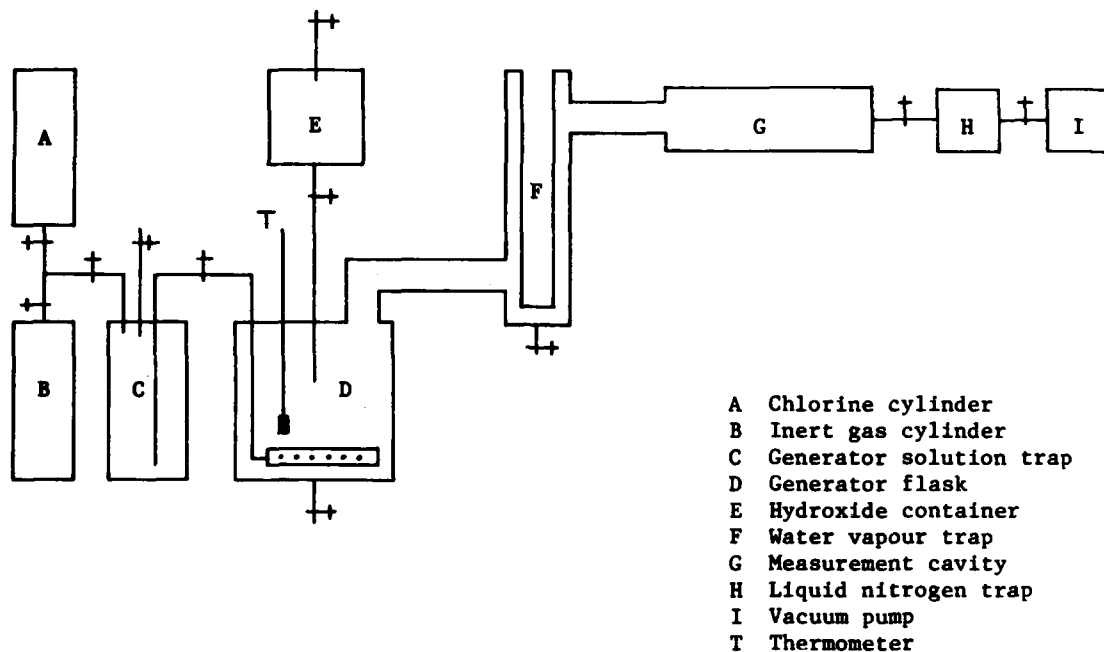 A
E
G
H
I
T
F
B
C
D
A Chlorine cylinder
B Inert gas cylinder
C Generator solution trap
D Generator flask
E Hydroxide container
F Water vapour trap
G Measurement cavity
H Liquid nitrogen trap
I Vacuum pump
T Thermometer